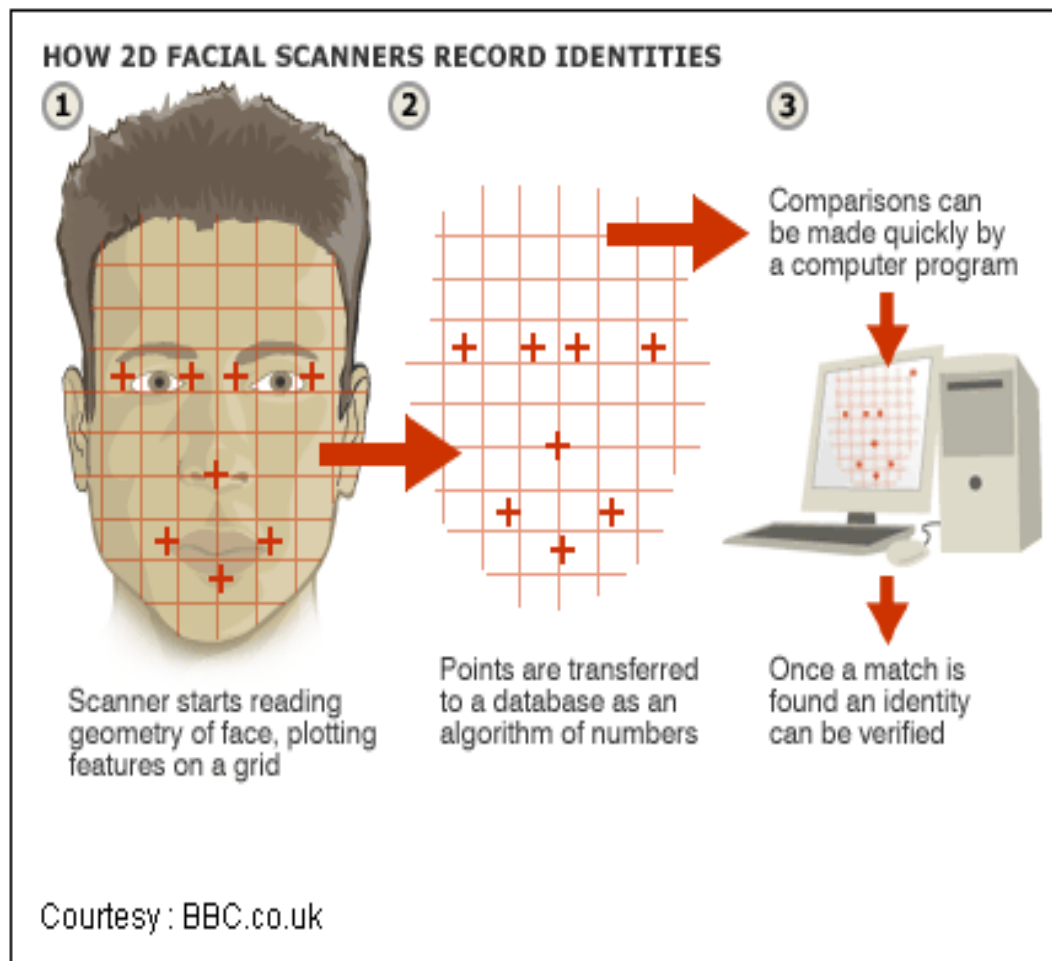 HOW 2D FACIAL SCANNERS RECORD IDENTITIES
1
Scanner starts reading
geometry of face, plotting
features on a grid
2
Points are transferred
to a database as an
algorithm of numbers
3
Comparisons can
be made quickly by
a computer program
Once a match is
found an identity
can be verified
Courtesy : BBC.co.uk